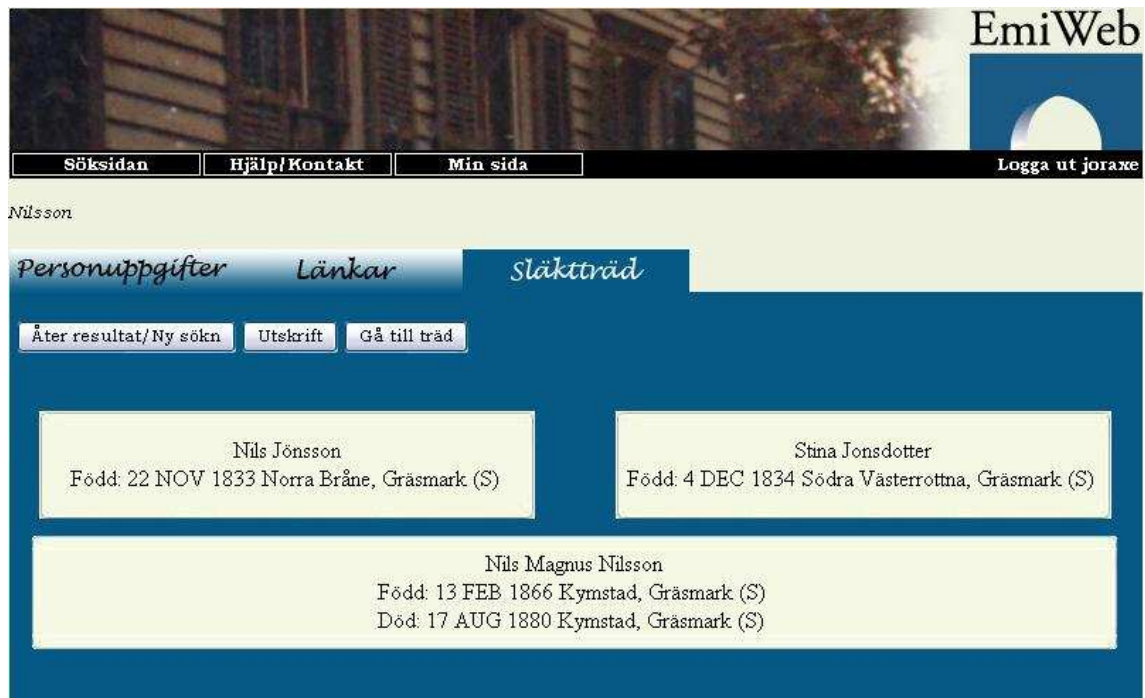 EmiWeb
Söksidan Hjälp/Kontakt Min sida Logga ut joraxe
Nilsson
Personuppgifter Länkar Släktträd
Åter resultat/Ny sökn Utskrift Gå till träd
Nils Jönsson
Född: 22 NOV 1833 Norra Bråne, Gräsmark (S)
Stina Jonsdotter
Född: 4 DEC 1834 Södra Västerrottna, Gräsmark (S)
Nils Magnus Nilsson
Född: 13 FEB 1866 Kymstad, Gräsmark (S)
Död: 17 AUG 1880 Kymstad, Gräsmark (S)